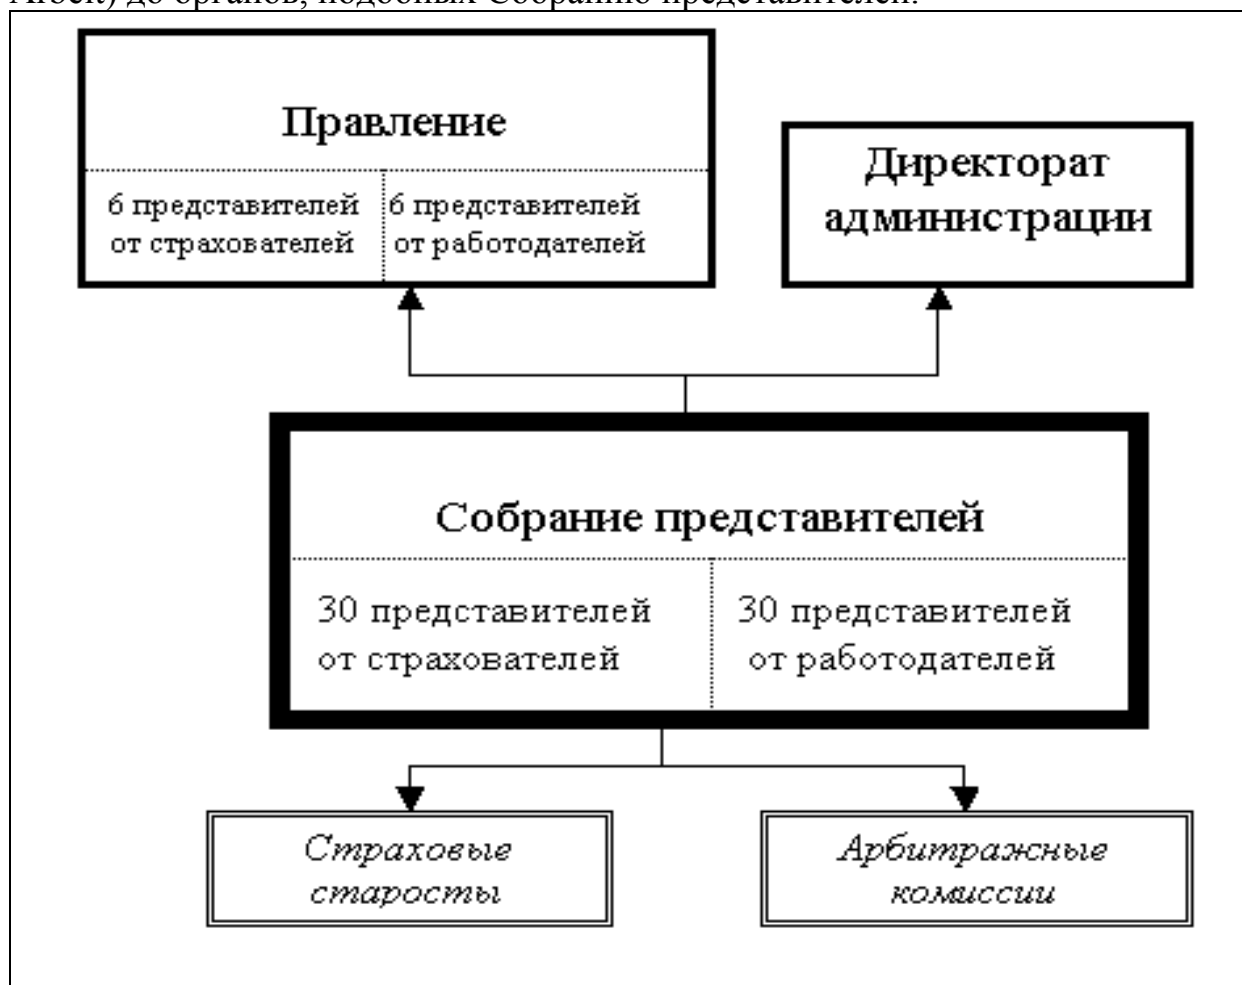 Arbeit) до органов, подобных Собранию представителей.
Правление
6 представителей
от страхователей
6 представителей
от работодателей
Директорат
администрации
Собрание представителей
30 представителей
от страхователей
30 представителей
от работодателей
Страховые
старосты
Арбитражные
комиссии